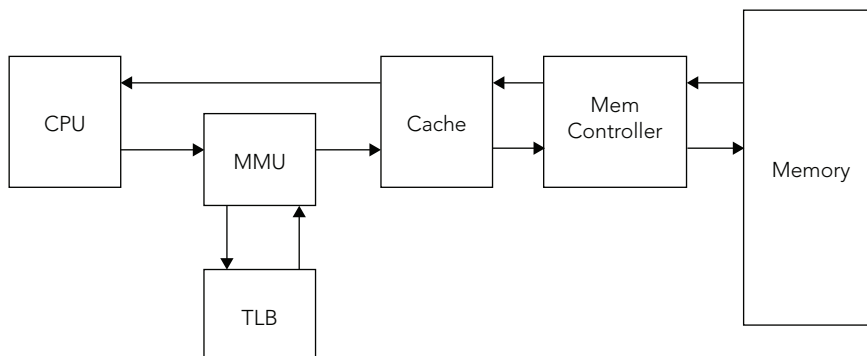 CPU
MMU
TLB
Cache
Mem
Controller
Memory